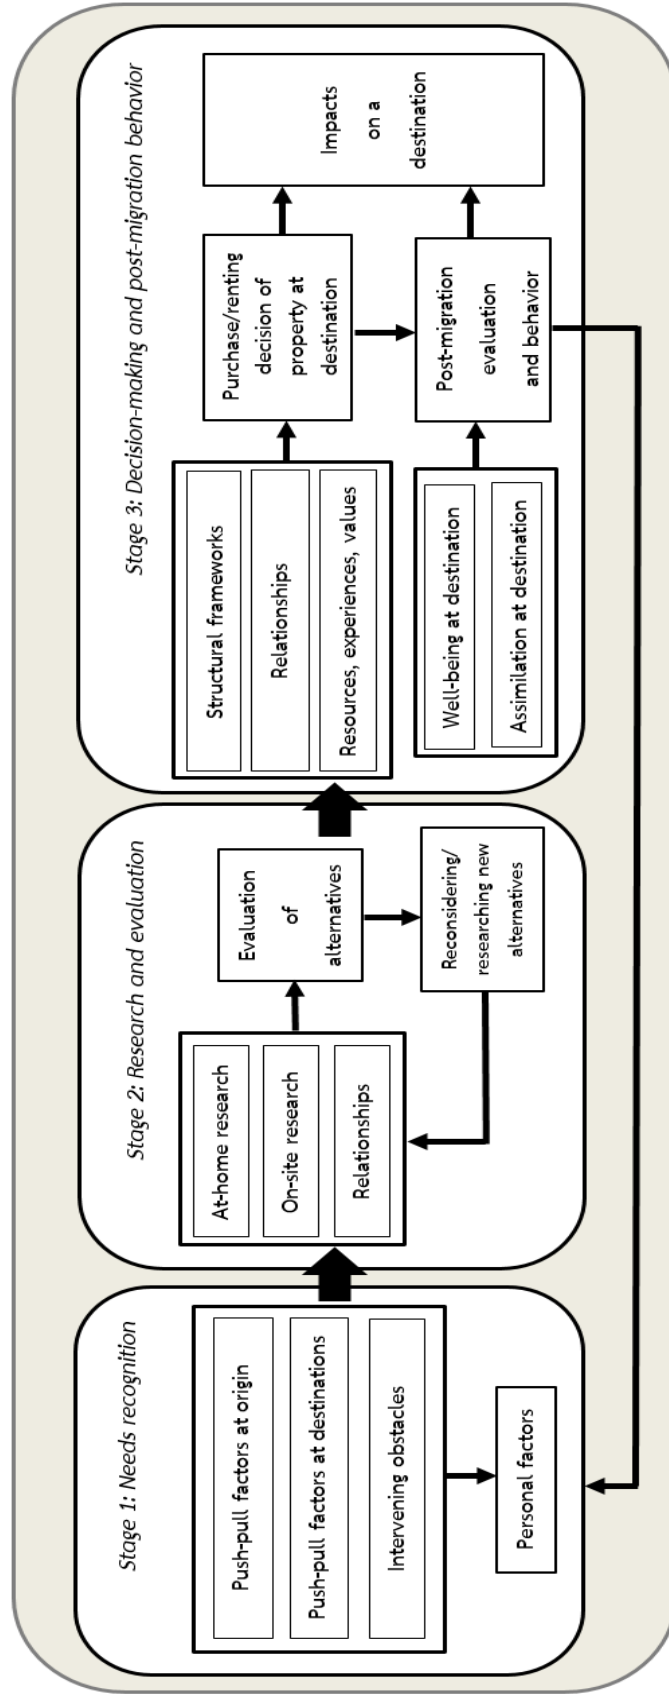 Stage 1: Needs recognition
Push-pull factors at origin
Push-pull factors at destinations
Intervening obstacles
Personal factors
Stage 2: Research and evaluation
At-home research
On-site research
Relationships
Evaluation
of
alternatives
Reconsidering/
researching new
alternatives
Stage 3: Decision-making and post-migration behavior
Structural frameworks
Relationships
Resources, experiences, values
Well-being at destination
Assimilation at destination
Purchase/renting
decision of
property at
destination
Post-migration
evaluation
and behavior
Impacts
on a
destination